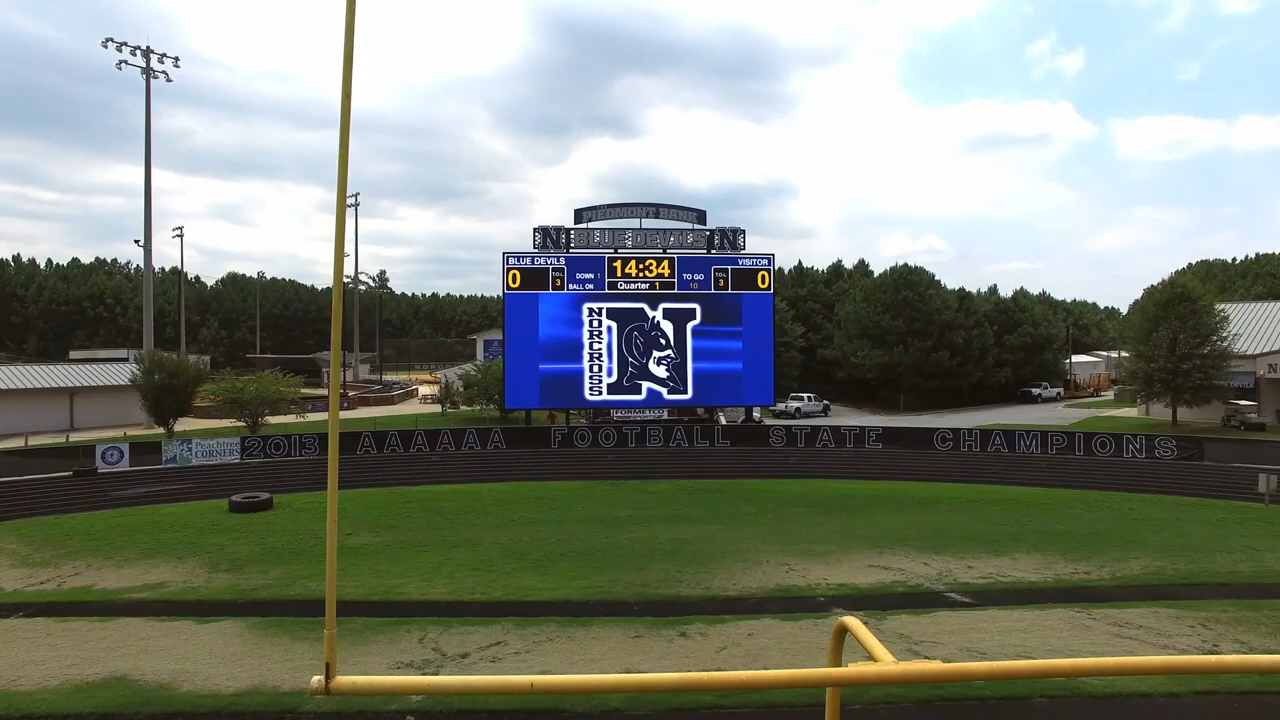 THE
PIEDMONT BANK
N BLUE DEVILS N
BLUE DEVILS VISITOR
0 T.O.L. 3 DOWN 1 BALL ON 14:34 Quarter 1 TO GO 10 T.O.L. 3 0
NORCROSS N
FORMETCO
Peachtree
CORNERS
2013 AAAAAA FOOTBALL STATE CHAMPIONS
N